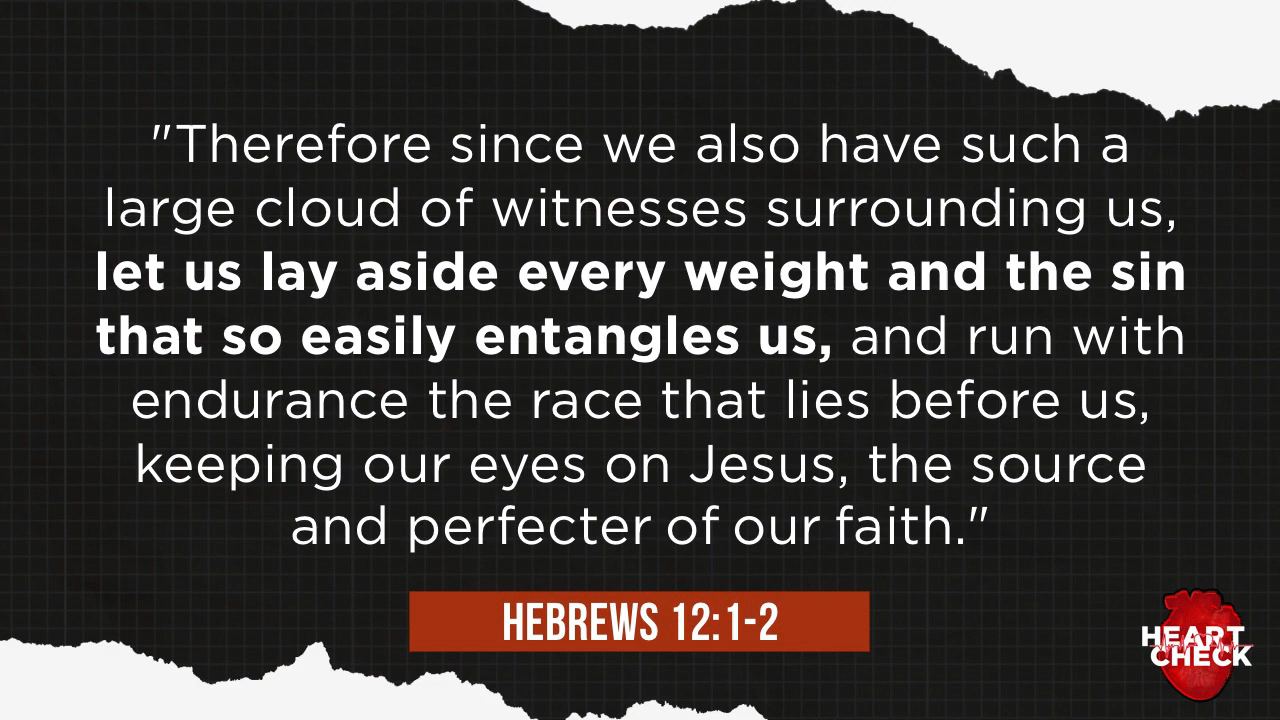 "Therefore since we also have such a
large cloud of witnesses surrounding us,
let us lay aside every weight and the sin
that so easily entangles us, and run with
endurance the race that lies before us,
keeping our eyes on Jesus, the source
and perfecter of our faith."
HEBREWS 12:1-2
HEART
CHECK